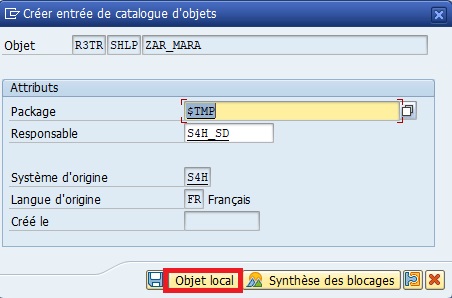 Créer entrée de catalogue d'objets
Objet R3TR SHLP ZAR_MARA
Attributs
Package $TMP
Responsable S4H_SD
Système d'origine S4H
Langue d'origine FR Français
Créé le
Objet local Synthèse des blocages